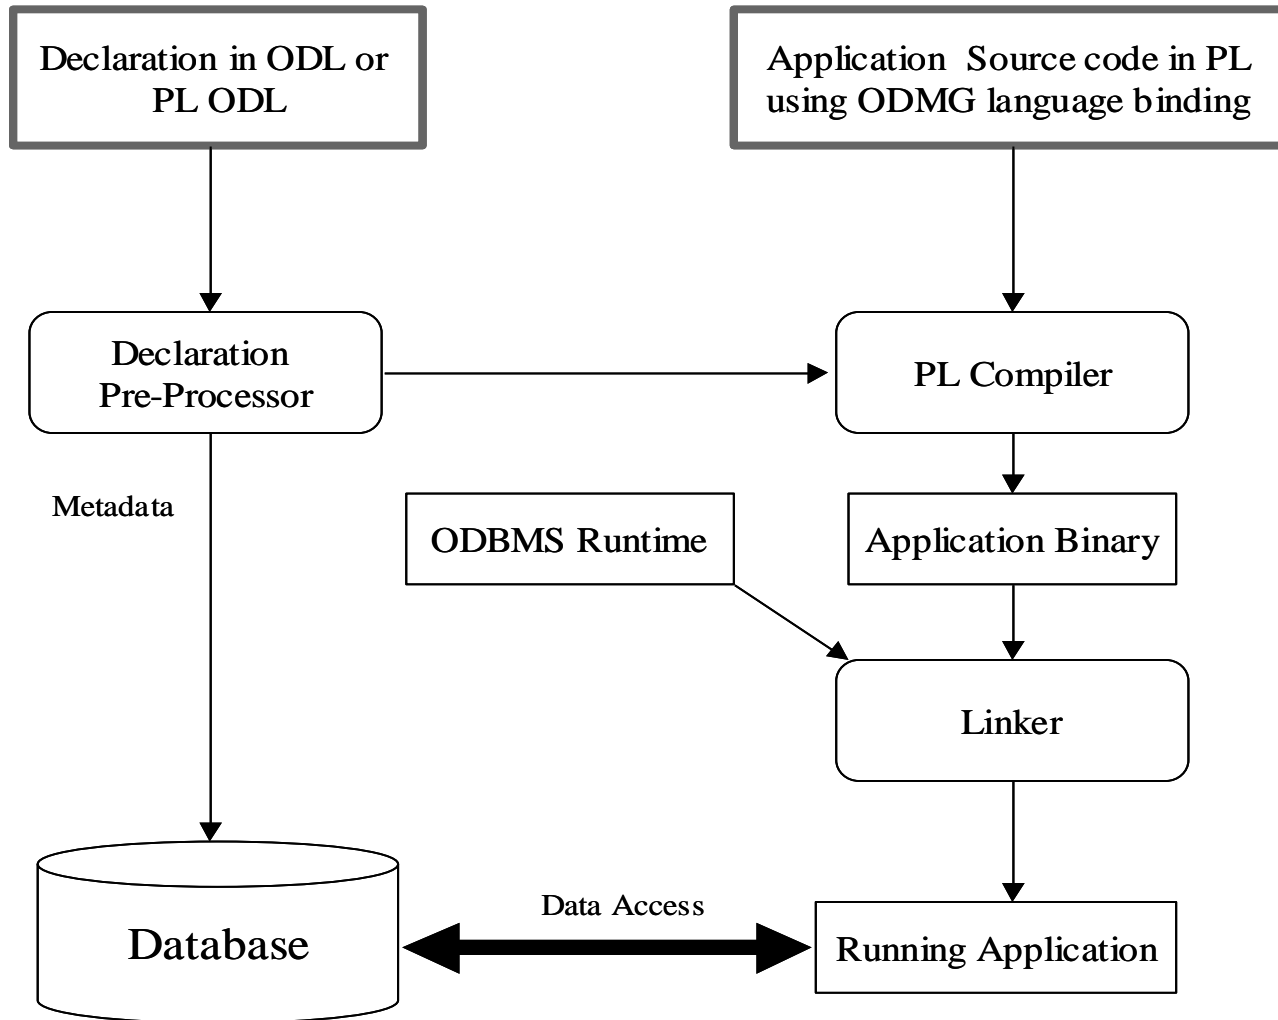 Declaration in ODL or
PL ODL
Application Source code in PL
using ODMG language binding
Declaration
Pre-Processor
PL Compiler
Metadata
ODBMS Runtime
Application Binary
Linker
Data Access
Database
Running Application